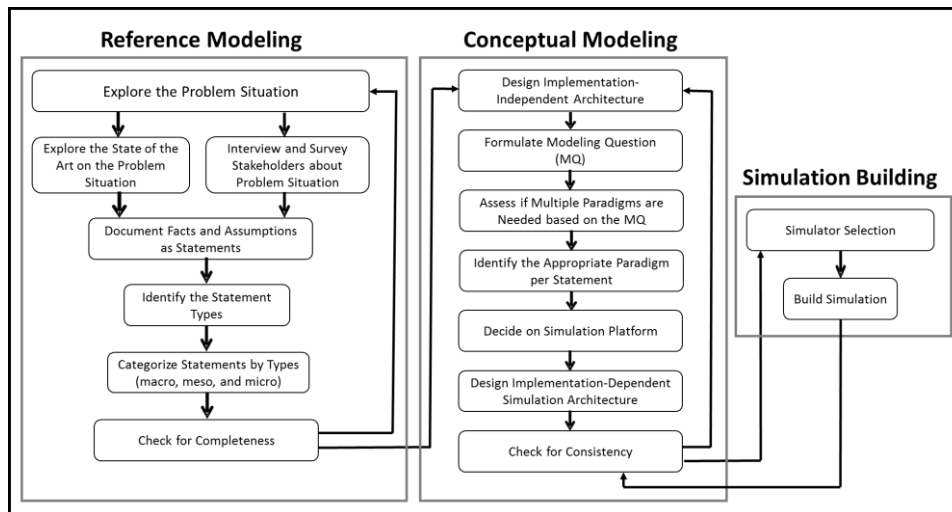 Reference Modeling
Explore the Problem Situation
Explore the State of the
Art on the Problem
Situation
Interview and Survey
Stakeholders about Problem
Situation
Document Facts and Assumptions
as Statements
Identify the Statement
Types
Categorize Statements by Types
(macro, meso, and micro)
Check for Completeness
Conceptual Modeling
Design Implementation-
Independent Architecture
Formulate Modeling Question
(MQ)
Assess if Multiple Paradigms are
Needed based on the MQ
Identify the Appropriate Paradigm
per Statement
Decide on Simulation Platform
Design Implementation-Dependent
Simulation Architecture
Check for Consistency
Simulation Building
Simulator Selection
Build Simulation